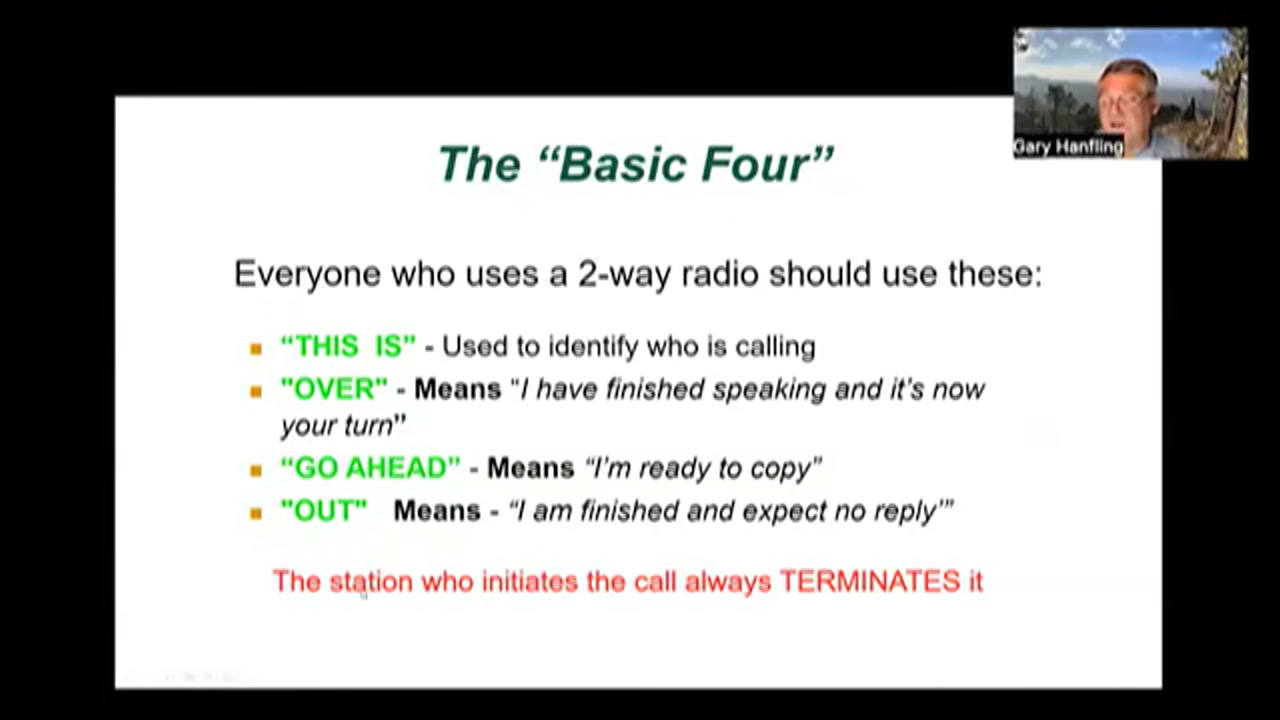 Gary Hanfling
The “Basic Four”
Everyone who uses a 2-way radio should use these:
“THIS IS” - Used to identify who is calling
"OVER" - Means “I have finished speaking and it’s now
your turn”
“GO AHEAD” - Means “I’m ready to copy”
"OUT" Means - “I am finished and expect no reply’”
The station who initiates the call always TERMINATES it